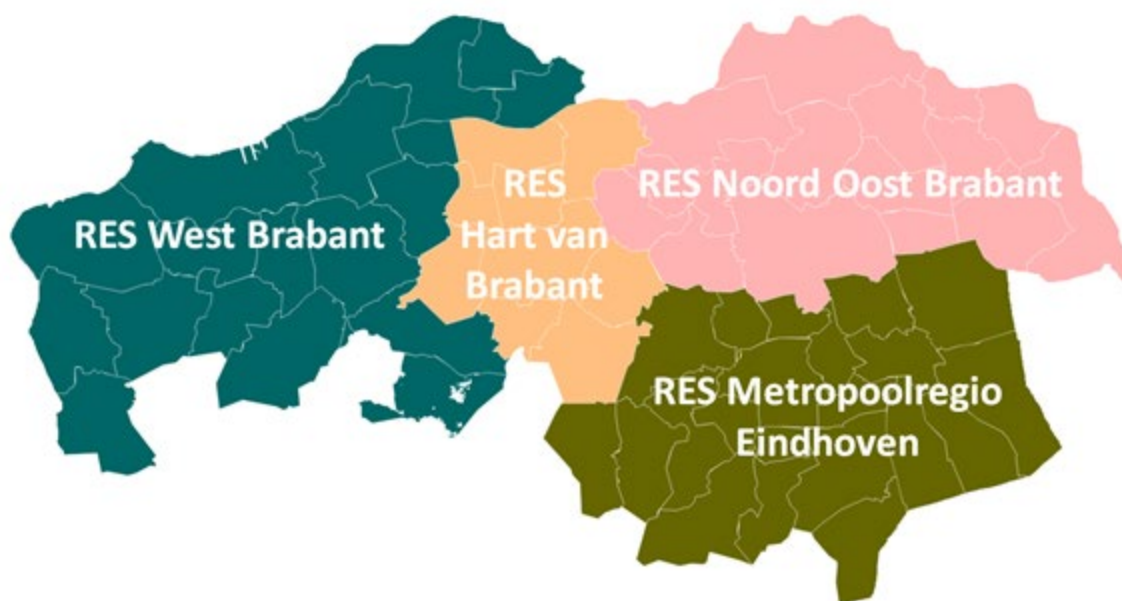 RES West Brabant
RES
Hart van
Brabant
RES Noord Oost Brabant
RES Metropoolregio
Eindhoven